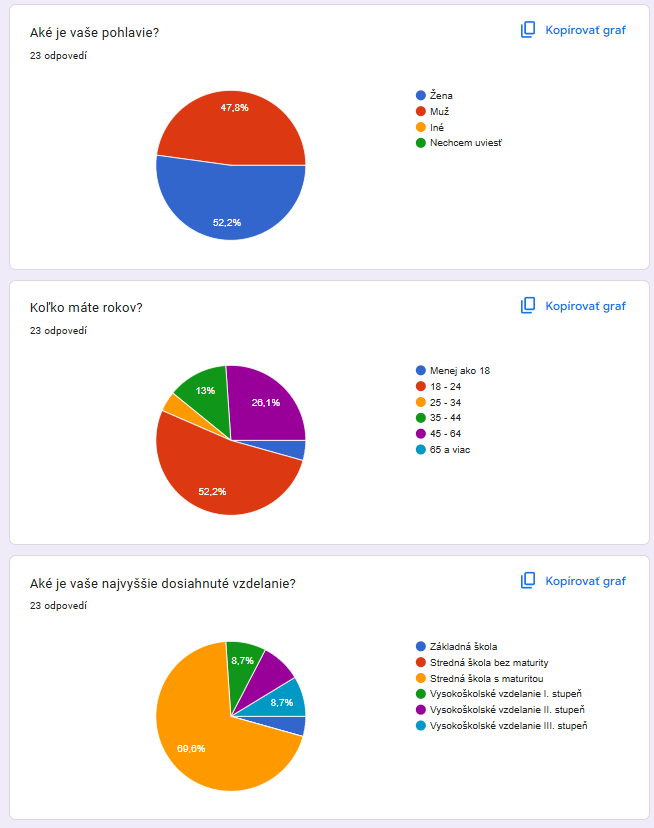 Aké je vaše pohlavie?
Kopírovať graf
23 odpovedí
47,8%
52,2%
Žena
Muž
Iné
Nechcem uviesť
Koľko máte rokov?
Kopírovať graf
23 odpovedí
13%
26,1%
52,2%
Menej ako 18
18 - 24
25 - 34
35 - 44
45 - 64
65 a viac
Aké je vaše najvyššie dosiahnuté vzdelanie?
Kopírovať graf
23 odpovedí
8,7%
8,7%
69,6%
Základná škola
Stredná škola bez maturity
Stredná škola s maturitou
Vysokoškolské vzdelanie I. stupeň
Vysokoškolské vzdelanie II. stupeň
Vysokoškolské vzdelanie III. stupeň